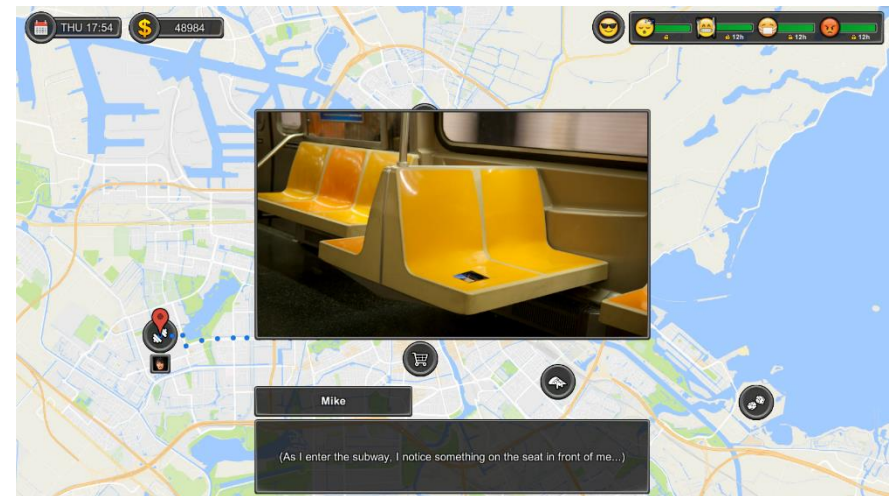 THU 17:54
48984
12h
12h
12h
Mike
(As I enter the subway, I notice something on the seat in front of me...)